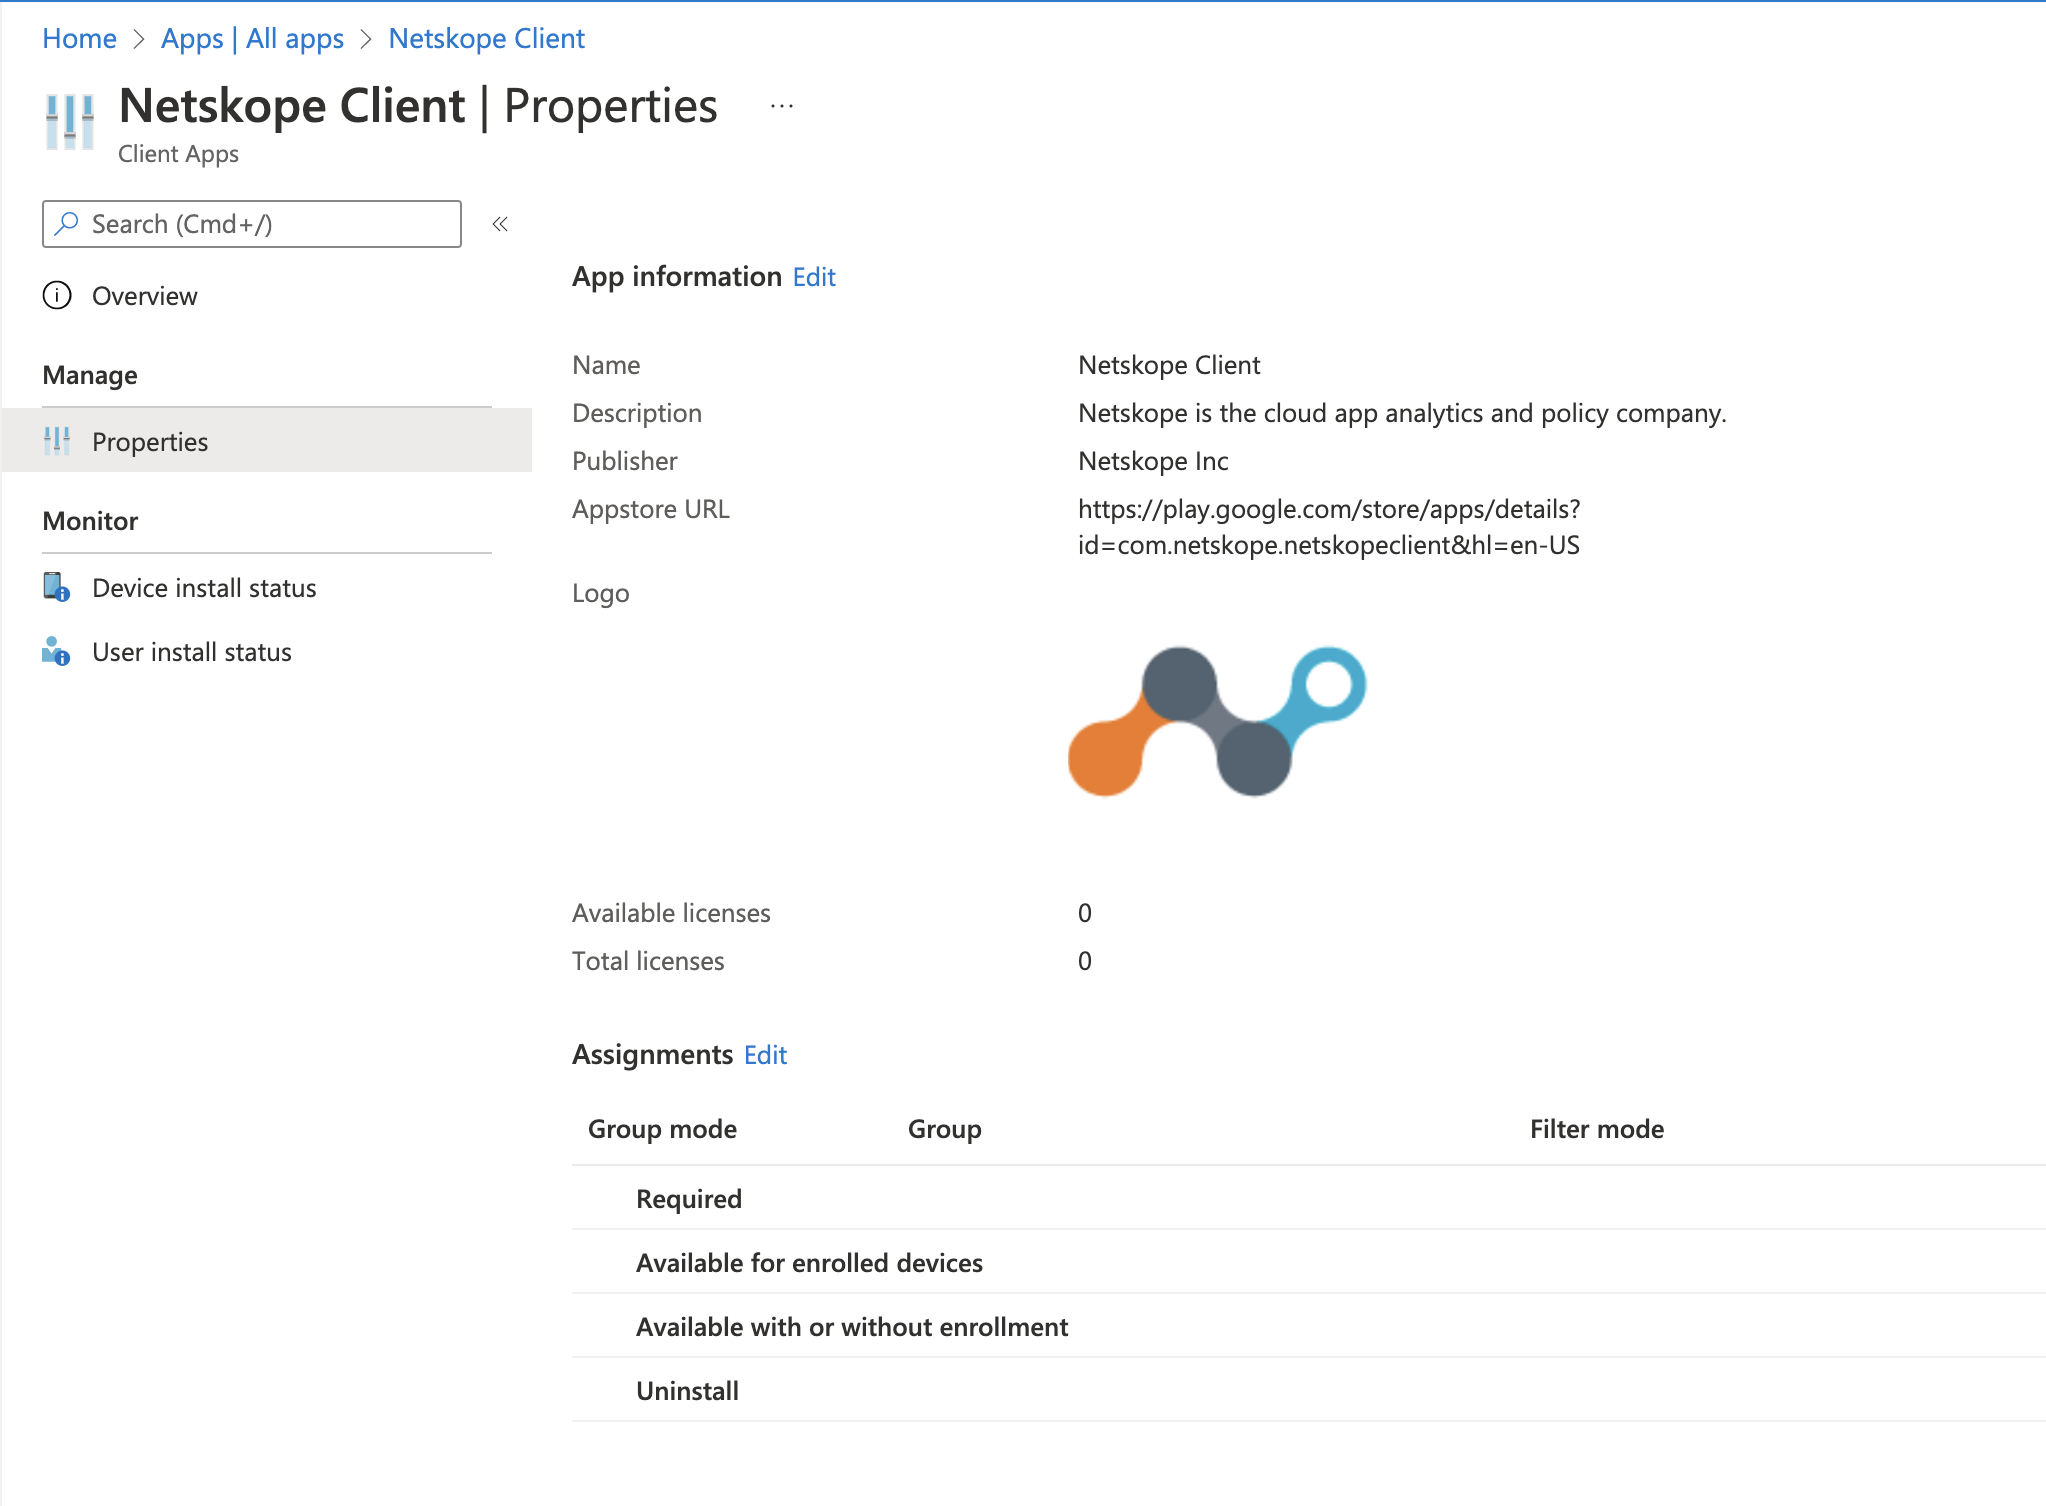 Home > Apps | All apps > Netskope Client
Netskope Client | Properties ...
Client Apps
Search (Cmd+/) «
Overview
Manage
Properties
Monitor
Device install status
User install status
App information Edit
Name Netskope Client
Description Netskope is the cloud app analytics and policy company.
Publisher Netskope Inc
Appstore URL https://play.google.com/store/apps/details?
id=com.netskope.netskopeclient&hl=en-US
Logo
Available licenses 0
Total licenses 0
Assignments Edit
Group mode Group Filter mode
Required
Available for enrolled devices
Available with or without enrollment
Uninstall